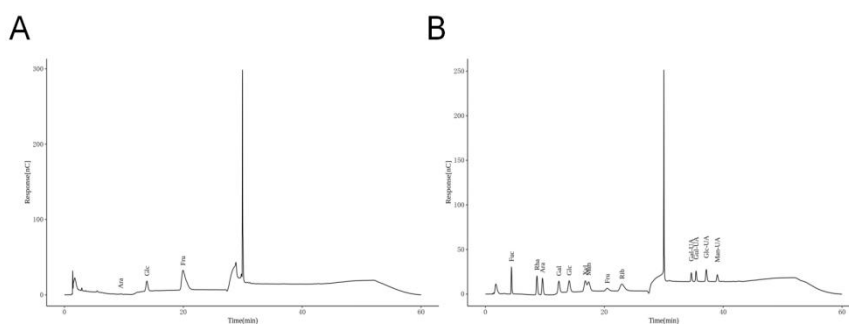 A
300
200
100
0
Response[nC]
Ara
Glc
Fru
0
20
40
60
Time(min)
B
250
200
150
100
50
0
Response[nC]
Fuc
Rha
Ara
Gal
Glc
Xyl
Man
Fru
Rib
Gal-UA
Gul-UA
Glc-UA
Man-UA
0
20
40
60
Time(min)